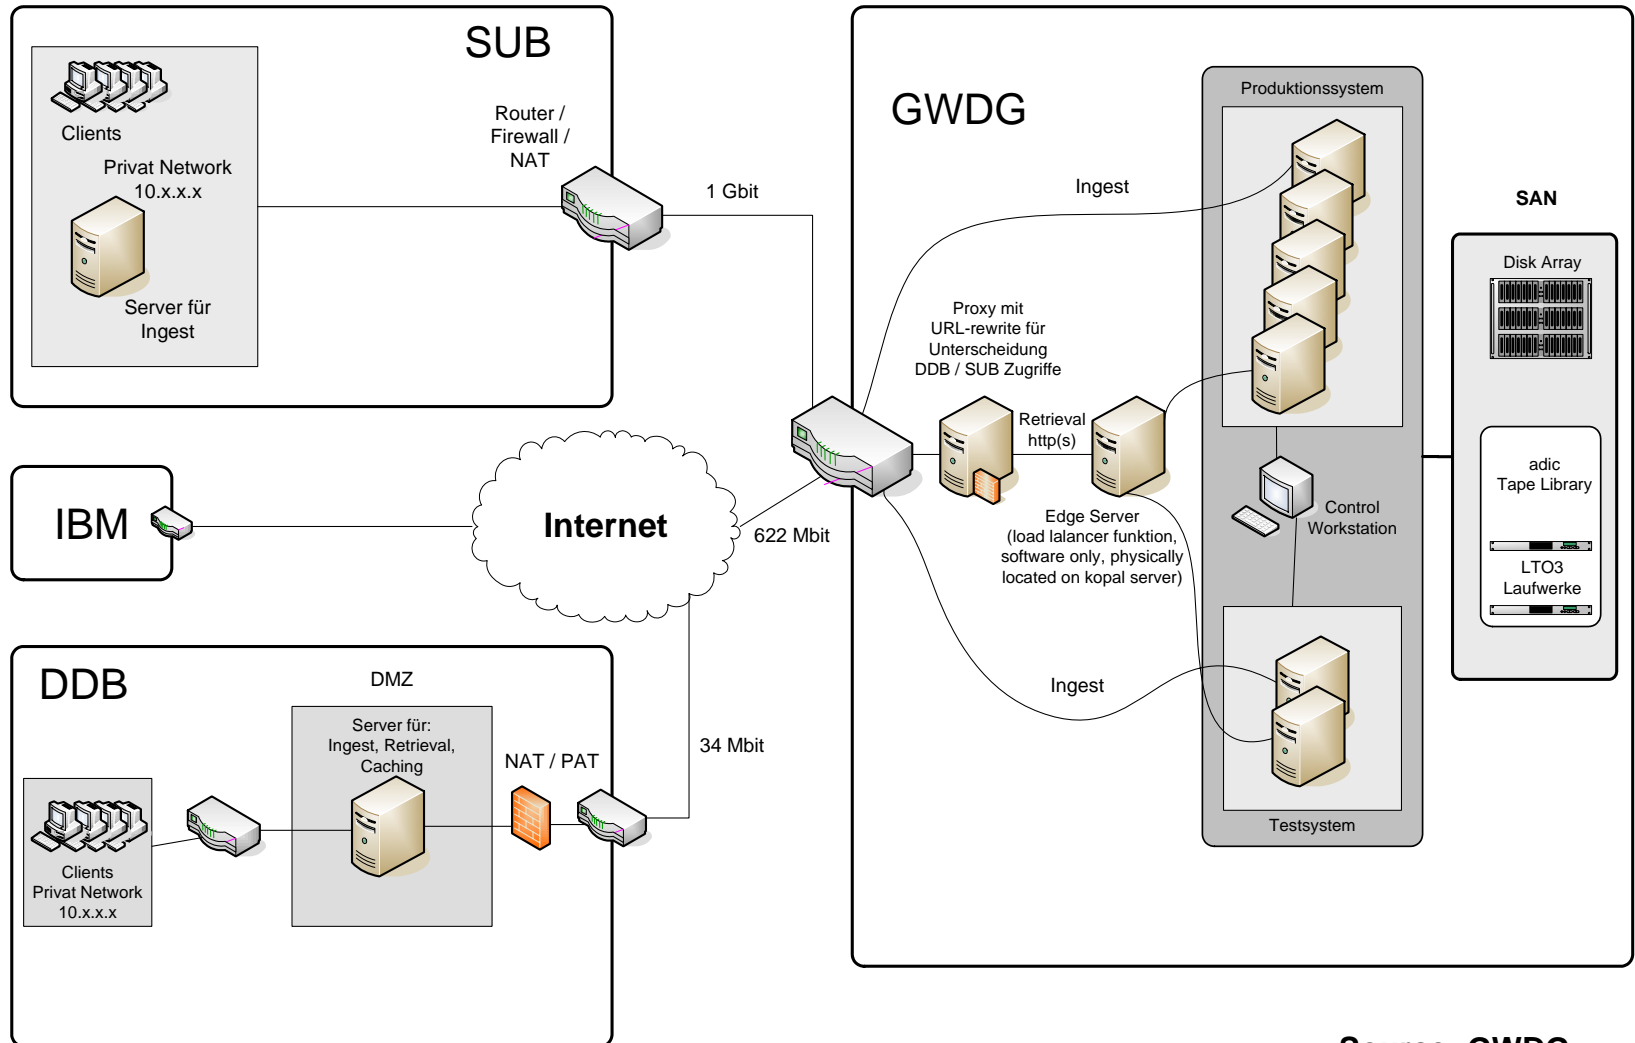 SUB
Clients
Privat Network
10.x.x.x
Server für
Ingest
Router /
Firewall /
NAT
1 Gbit
IBM
Internet
622 Mbit
34 Mbit
DDB
DMZ
Server für:
Ingest, Retrieval,
Caching
NAT / PAT
Clients
Privat Network
10.x.x.x
GWDG
Ingest
Proxy mit
URL-rewrite für
Unterscheidung
DDB / SUB Zugriffe
Retrieval
http(s)
Edge Server
(load lalancer funktion,
software only, physically
located on kopal server)
Ingest
Produktionssystem
Control
Workstation
Testsystem
SAN
Disk Array
adic
Tape Library
LTO3
Laufwerke
Source: GWDG